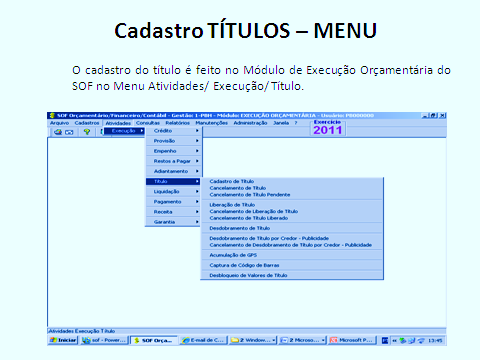 Cadastro TÍTULOS – MENU
O cadastro do título é feito no Módulo de Execução Orçamentária do
SOF no Menu Atividades/ Execução/ Título.
SOF Orçamentário/Financeiro/Contábil - Gestão: 1-PBH - Módulo: EXECUÇÃO ORÇAMENTÁRIA - Usuário:
Arquivo Cadastros Atividades Consultas Relatórios Manutenções Administração Janela ? Exercício
2011
Execução
Crédito
Provisão
Empenho
Restos a Pagar
Adiantamento
Título
Liquidação
Pagamento
Receita
Garantia
Cadastro de Título
Cancelamento de Título
Cancelamento de Título Pendente
Liberação de Título
Cancelamento de Liberação de Título
Cancelamento de Título Liberado
Desdobramento de Título
Desdobramento de Título por Credor - Publicidade
Cancelamento de Desdobramento de Título por Credor - Publicidade
Acumulação de GPS
Captura de Código de Barras
Desbloqueio de Valores de Título
Atividades Execução Título
Iniciar sof - Power... SOF Orça... E-mail de C... 2 Window... 2 Microso... Microsoft P... 13:45